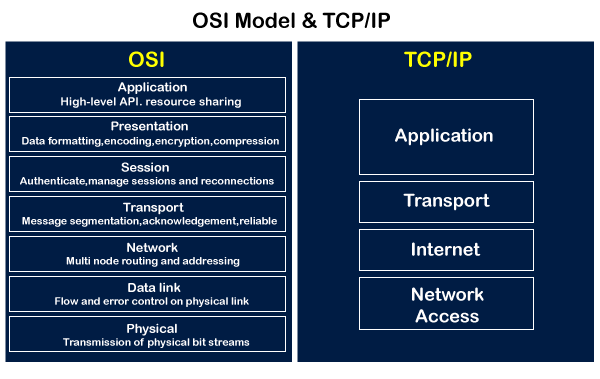 OSI Model & TCP/IP
OSI
Application
High-level API. resource sharing
Presentation
Data formatting,encoding,encryption,compression
Session
Authenticate,manage sessions and reconnections
Transport
Message segmentation,acknowledgement,reliable
Network
Multi node routing and addressing
Data link
Flow and error control on physical link
Physical
Transmission of physical bit streams
TCP/IP
Application
Transport
Internet
Network
Access